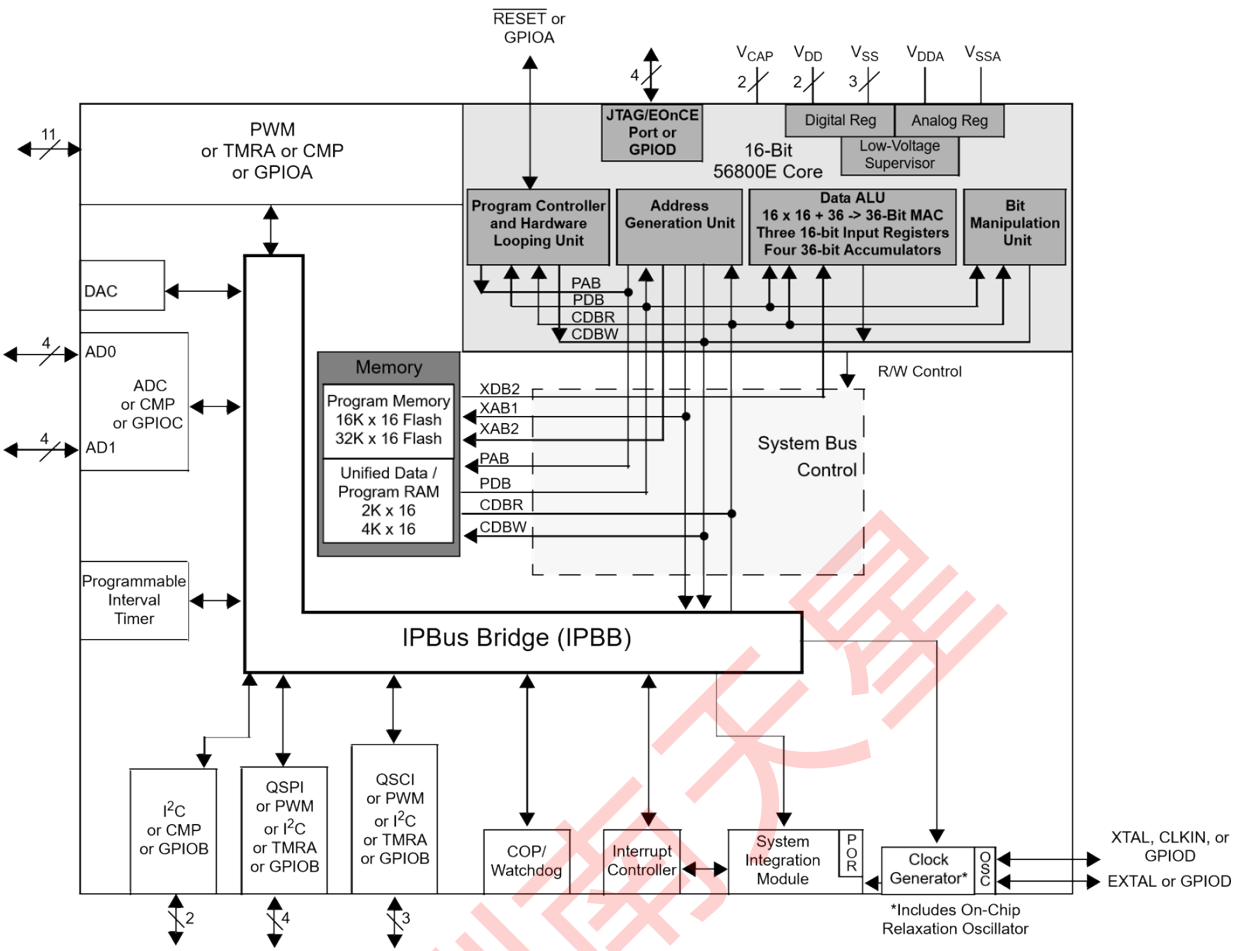 RESET or
GPIOA
4
VCAP
2
VDD
2
VSS
3
VDDA
VSSA
11
PWM
or TMRA or CMP
or GPIOA
JTAG/EOnCE
Port or
GPIOD
16-Bit
56800E Core
Digital Reg
Analog Reg
Low-Voltage
Supervisor
Program Controller
and Hardware
Looping Unit
Address
Generation Unit
Data ALU
16 x 16 + 36 -> 36-Bit MAC
Three 16-bit Input Registers
Four 36-bit Accumulators
Bit
Manipulation
Unit
PAB
PDB
CDBR
CDBW
DAC
4
AD0
ADC
or CMP
or GPIOC
4
AD1
Memory
Program Memory
16K x 16 Flash
32K x 16 Flash
Unified Data /
Program RAM
2K x 16
4K x 16
XDB2
XAB1
XAB2
PAB
PDB
CDBR
CDBW
R/W Control
System Bus
Control
Programmable
Interval
Timer
IPBus Bridge (IPBB)
I2C
or CMP
or GPIOB
2
QSPI
or PWM
or I2C
or TMRA
or GPIOB
4
QSCI
or PWM
or I2C
or TMRA
or GPIOB
3
COP/
Watchdog
Interrupt
Controller
System
Integration
Module
POR
Clock
Generator*
OSC
XTAL, CLKIN, or
GPIOD
EXTAL or GPIOD
*Includes On-Chip
Relaxation Oscillator
南天星